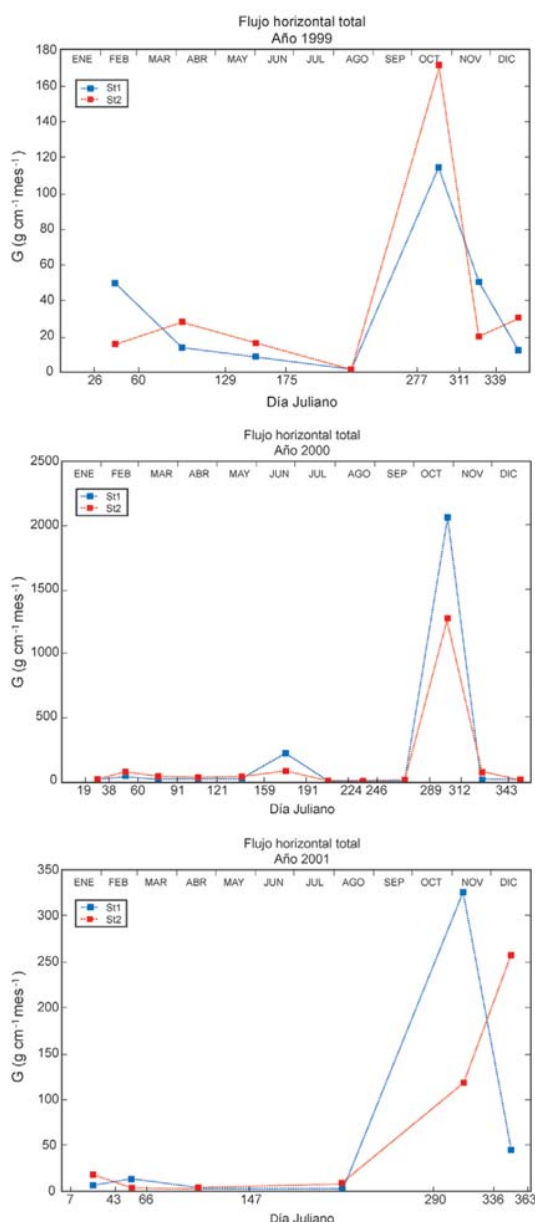 Flujo horizontal total
Año 1999
180
ENE FEB MAR ABR MAY JUN JUL AGO SEP OCT NOV DIC
St1
St2
160
140
120
100
80
60
40
20
0
G (g cm⁻¹ mes⁻¹)
26 60 129 175 277 311 339
Día Juliano
Flujo horizontal total
Año 2000
2500
ENE FEB MAR ABR MAY JUN JUL AGO SEP OCT NOV DIC
St1
St2
2000
1500
1000
500
0
G (g cm⁻¹ mes⁻¹)
19 38 60 91 121 159 191 224 246 289 312 343
Día Juliano
Flujo horizontal total
Año 2001
350
ENE FEB MAR ABR MAY JUN JUL AGO SEP OCT NOV DIC
St1
St2
300
250
200
150
100
50
0
G (g cm⁻¹ mes⁻¹)
7 43 66 147 290 336 363
Día Juliano